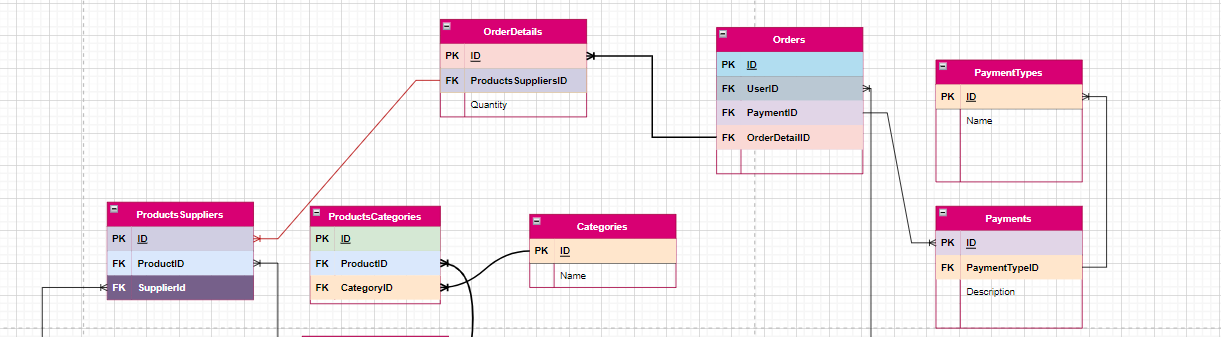 OrderDetails
PK ID
FK ProductsSuppliersID
Quantity
Orders
PK ID
FK UserID
FK PaymentID
FK OrderDetailID
PaymentTypes
PK ID
Name
ProductsSuppliers
PK ID
FK ProductID
FK SupplierId
ProductsCategories
PK ID
FK ProductID
FK CategoryID
Categories
PK ID
Name
Payments
PK ID
FK PaymentTypeID
Description